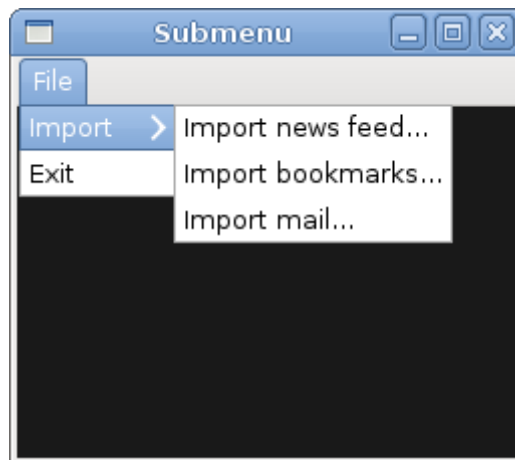 Submenu
File
Import
Import news feed...
Exit
Import bookmarks...
Import mail...